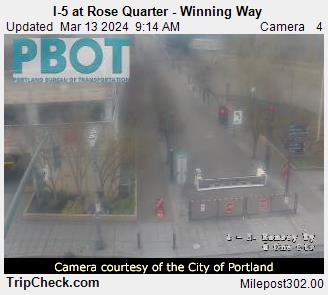 I-5 at Rose Quarter - Winning Way
Updated Mar 13 2024 9:14 AM Camera 4
PBOT
PORTLAND BUREAU OF TRANSPORTATION
Camera courtesy of the City of Portland
TripCheck.com Milepost302.00